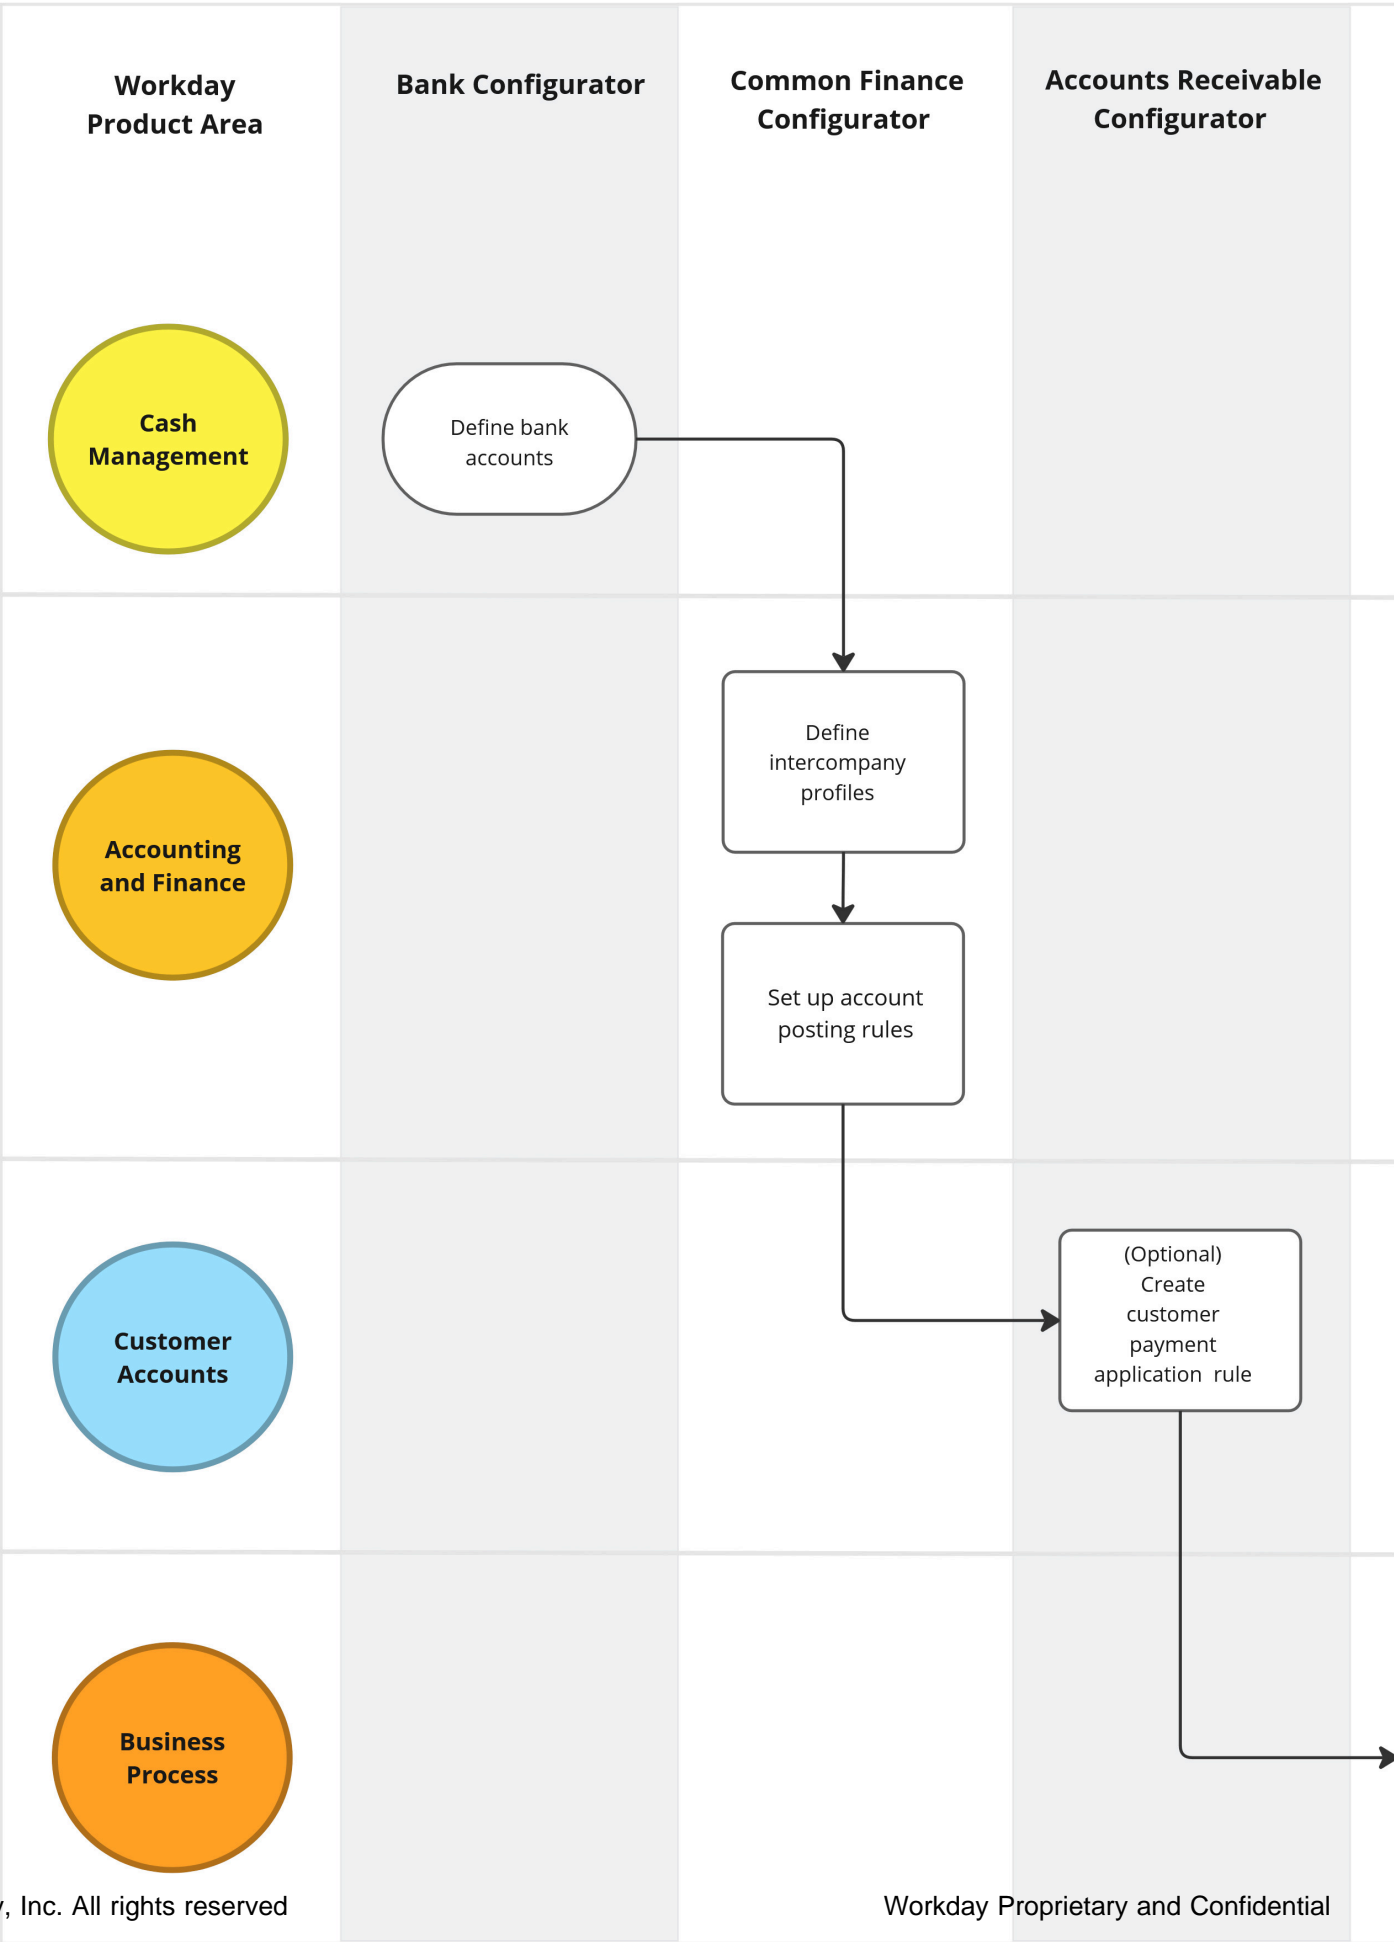 Workday
Product Area
Bank Configurator
Common Finance
Configurator
Accounts Receivable
Configurator
Cash
Management
Define bank
accounts
Accounting
and Finance
Define
intercompany
profiles
Set up account
posting rules
Customer
Accounts
(Optional)
Create
customer
payment
application rule
Business
Process
, Inc. All rights reserved
Workday Proprietary and Confidential